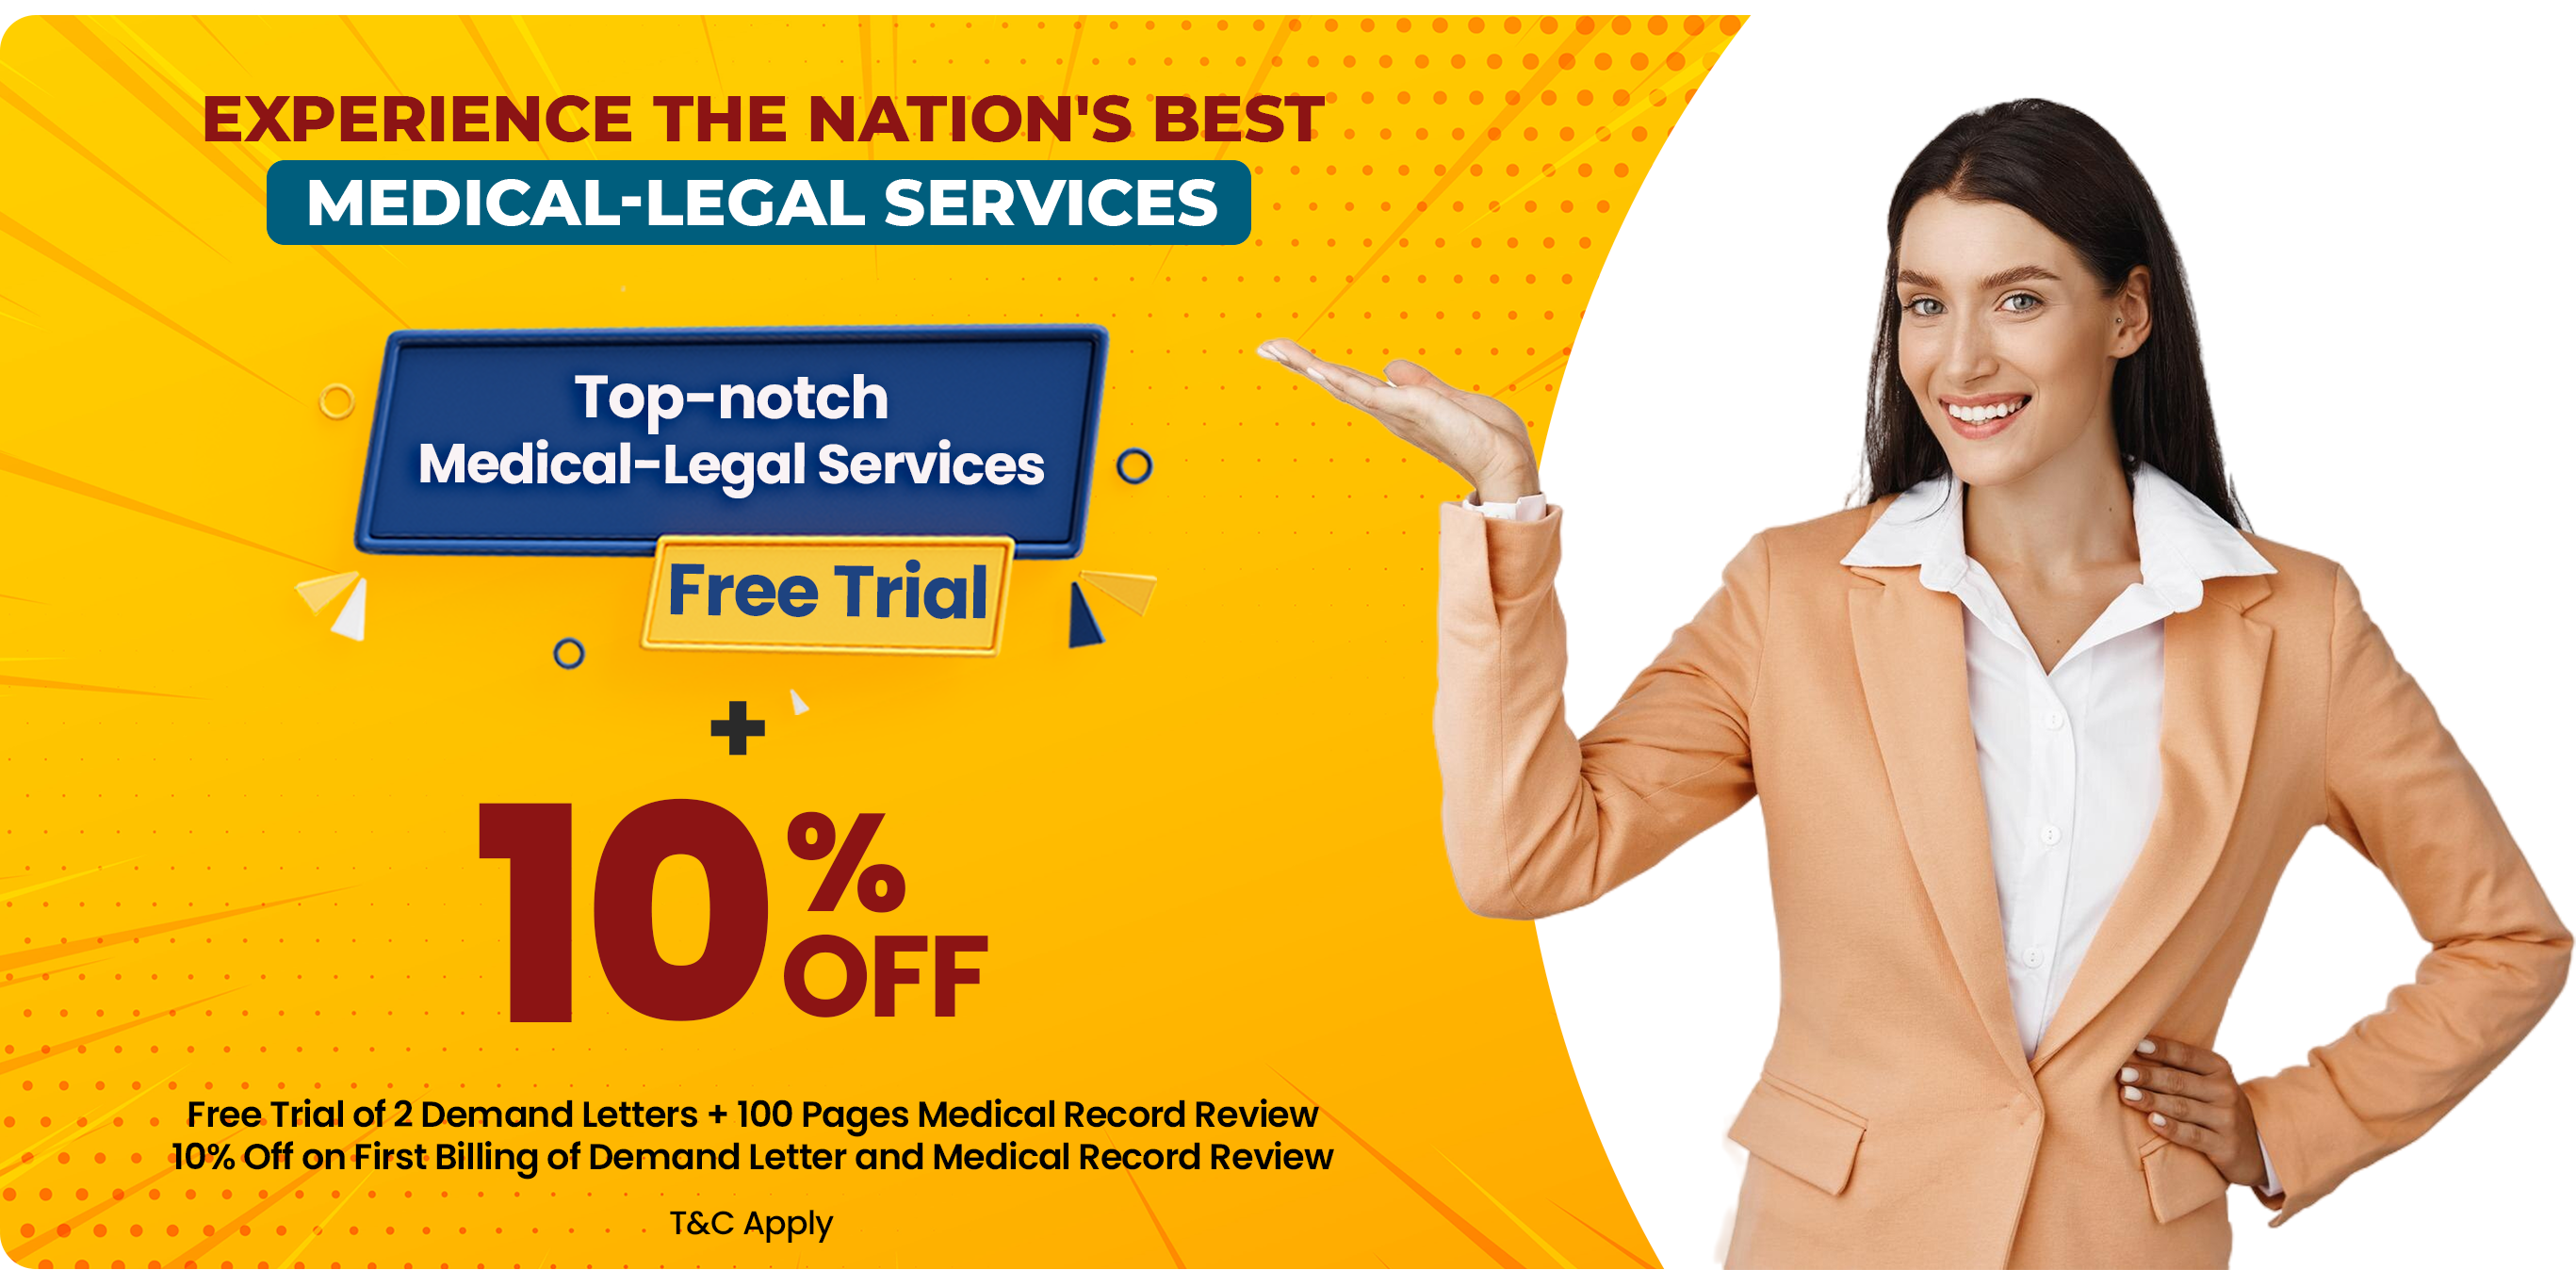 EXPERIENCE THE NATION'S BEST
MEDICAL-LEGAL SERVICES
Top-notch
Medical-Legal Services
Free Trial
+
10%
OFF
Free Trial of 2 Demand Letters + 100 Pages Medical Record Review
10% Off on First Billing of Demand Letter and Medical Record Review
T&C Apply